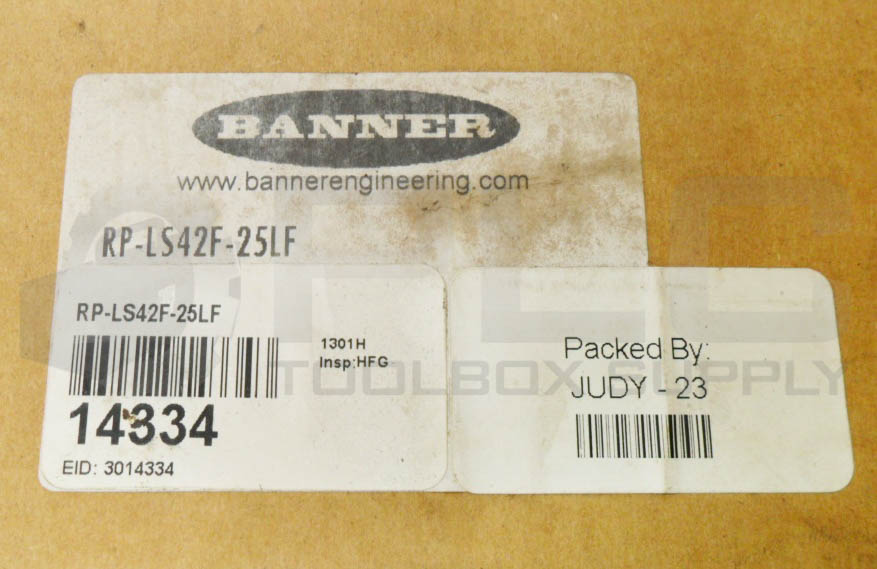 BANNER
www.bannerengineering.com
RP-LS42F-25LF
RP-LS42F-25LF
1301H
Insp:HFG
14334
EID: 3014334
Packed By:
JUDY - 23
PLC
TOOLBOX SUPPLY